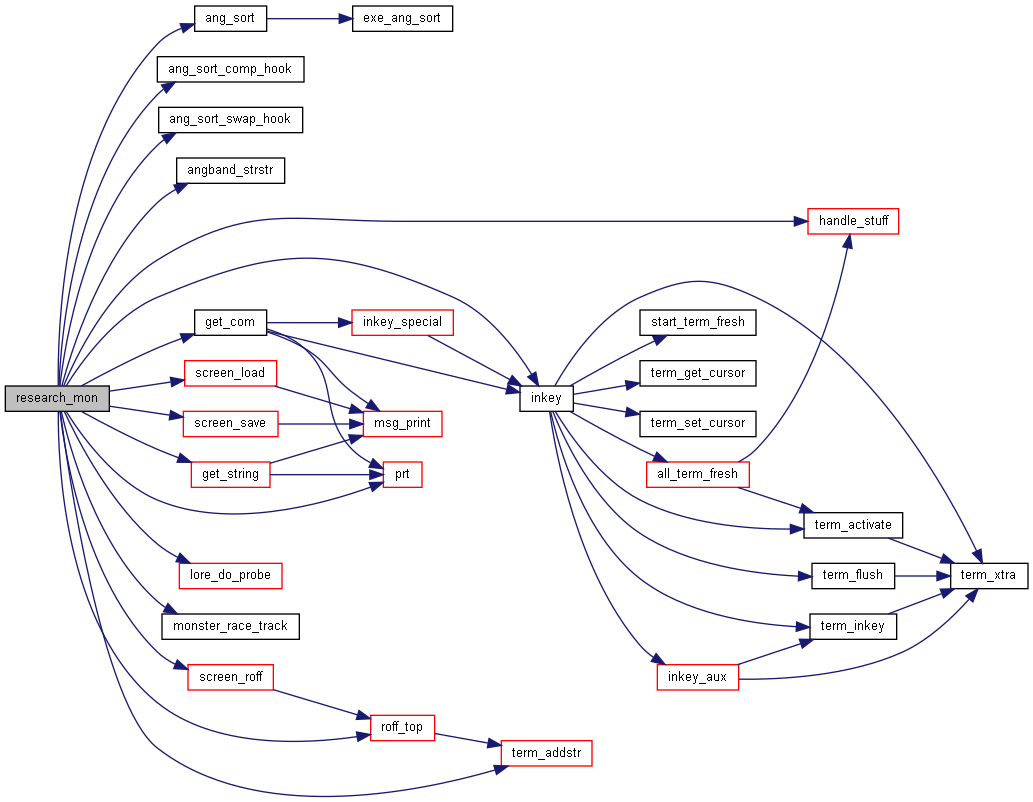 ang_sort
exe_ang_sort
ang_sort_comp_hook
ang_sort_swap_hook
angband_strstr
handle_stuff
get_com
inkey_special
start_term_fresh
screen_load
term_get_cursor
research_mon
inkey
screen_save
msg_print
term_set_cursor
get_string
prt
all_term_fresh
term_activate
lore_do_probe
term_flush
term_xtra
monster_race_track
term_inkey
screen_roff
inkey_aux
roff_top
term_addstr